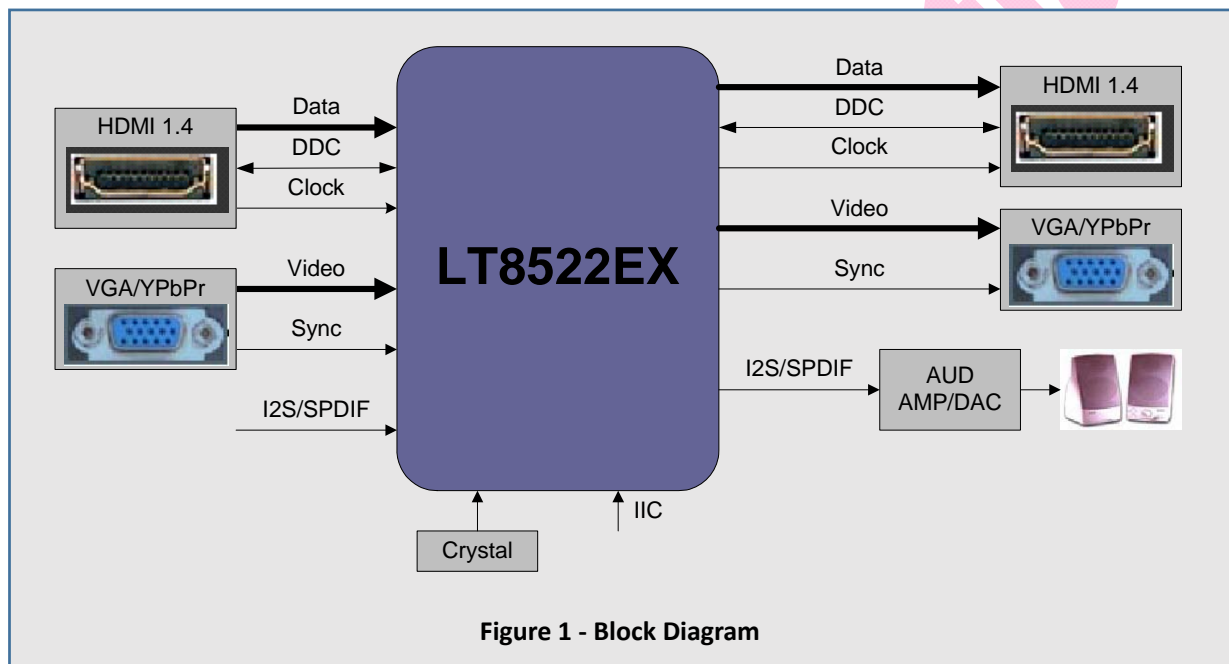 HDMI 1.4
Data
DDC
Clock
VGA/YPbPr
Video
Sync
I2S/SPDIF
LT8522EX
Data
DDC
Clock
HDMI 1.4
Video
Sync
VGA/YPbPr
I2S/SPDIF
AUD
AMP/DAC
Crystal
IIC
Figure 1 - Block Diagram